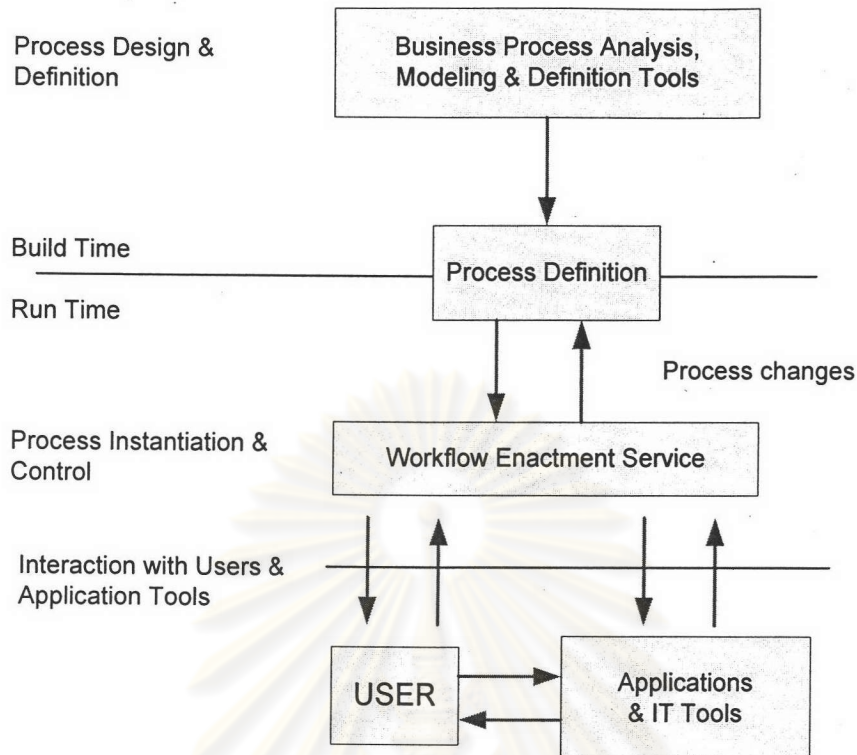 Process Design &
Definition
Business Process Analysis,
Modeling & Definition Tools
Build Time
Process Definition
Run Time
Process changes
Process Instantiation &
Control
Workflow Enactment Service
Interaction with Users &
Application Tools
USER
Applications
& IT Tools